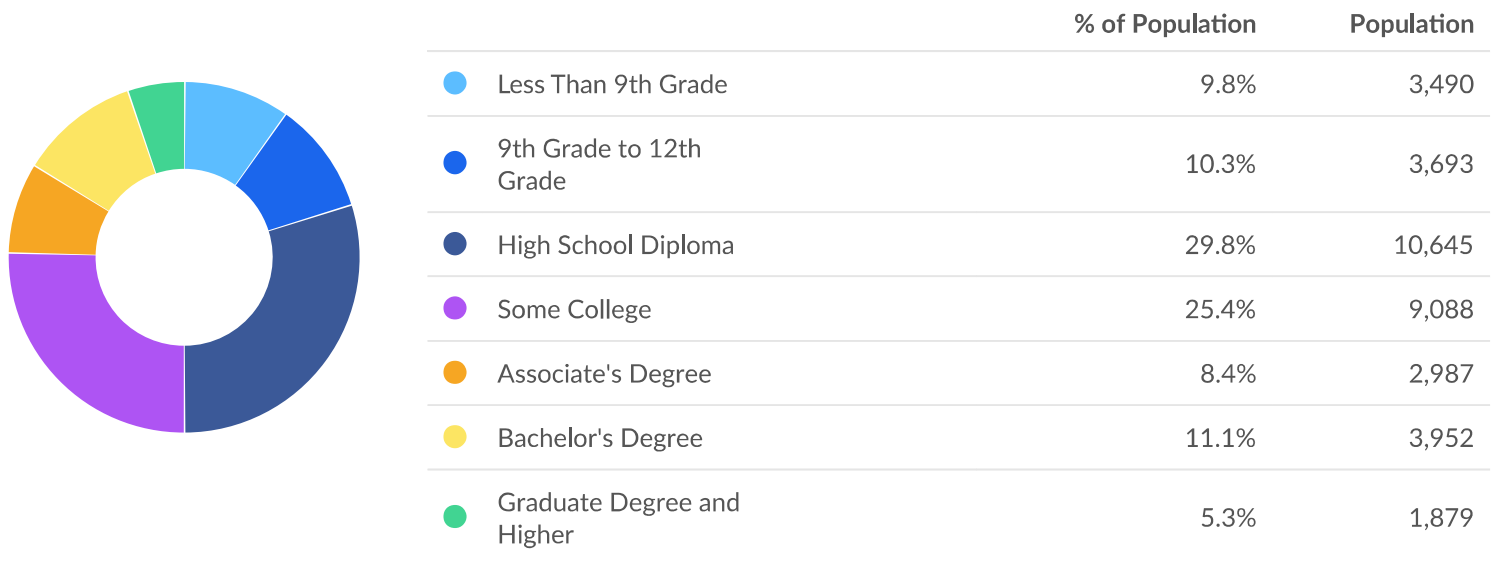 % of Population Population
Less Than 9th Grade 9.8% 3,490
9th Grade to 12th
Grade 10.3% 3,693
High School Diploma 29.8% 10,645
Some College 25.4% 9,088
Associate's Degree 8.4% 2,987
Bachelor's Degree 11.1% 3,952
Graduate Degree and
Higher 5.3% 1,879